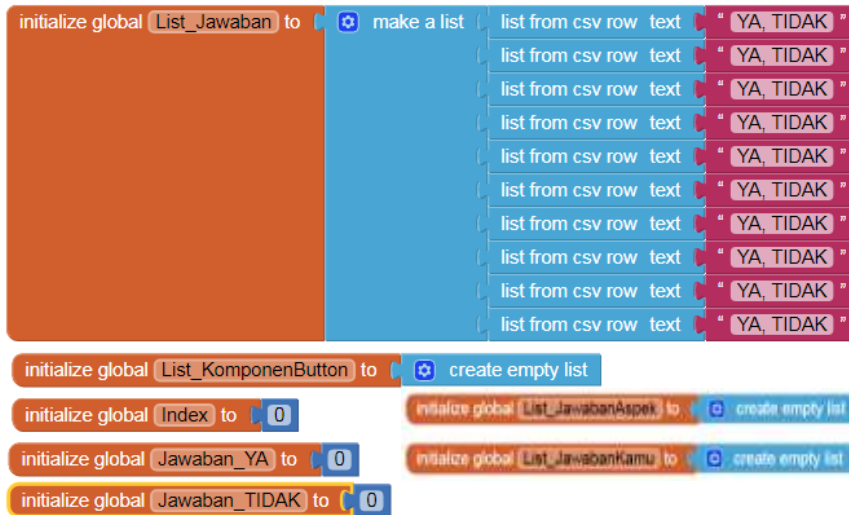 initialize global List_Jawaban to make a list list from csv row text " YA, TIDAK "
list from csv row text " YA, TIDAK "
list from csv row text " YA, TIDAK "
list from csv row text " YA, TIDAK "
list from csv row text " YA, TIDAK "
list from csv row text " YA, TIDAK "
list from csv row text " YA, TIDAK "
list from csv row text " YA, TIDAK "
list from csv row text " YA, TIDAK "
list from csv row text " YA, TIDAK "
initialize global List_KomponenButton to create empty list
initialize global Index to 0
initialize global List_JawabanAspek to create empty list
initialize global Jawaban_YA to 0
initialize global List_JawabanKamu to create empty list
initialize global Jawaban_TIDAK to 0